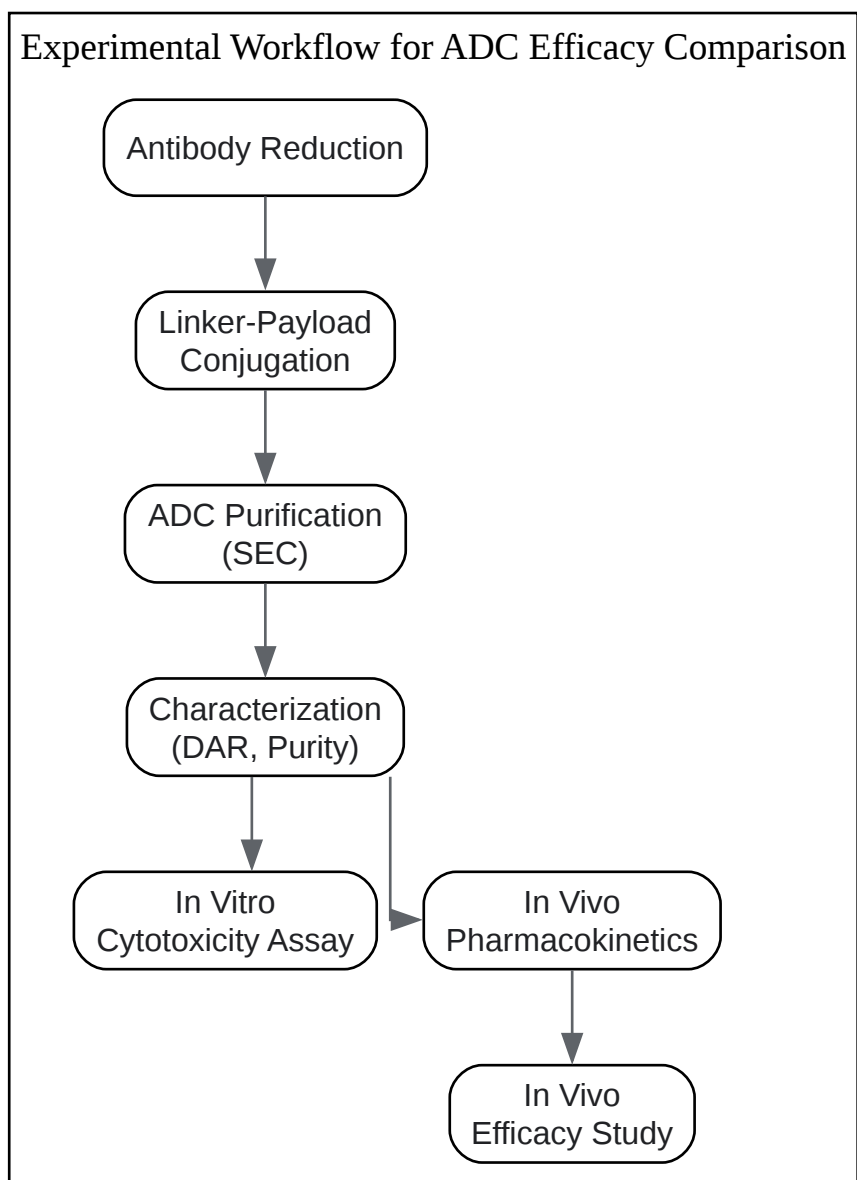 Experimental Workflow for ADC Efficacy Comparison
Antibody Reduction
Linker-Payload
Conjugation
ADC Purification
(SEC)
Characterization
(DAR, Purity)
In Vitro
Cytotoxicity Assay
In Vivo
Pharmacokinetics
In Vivo
Efficacy Study